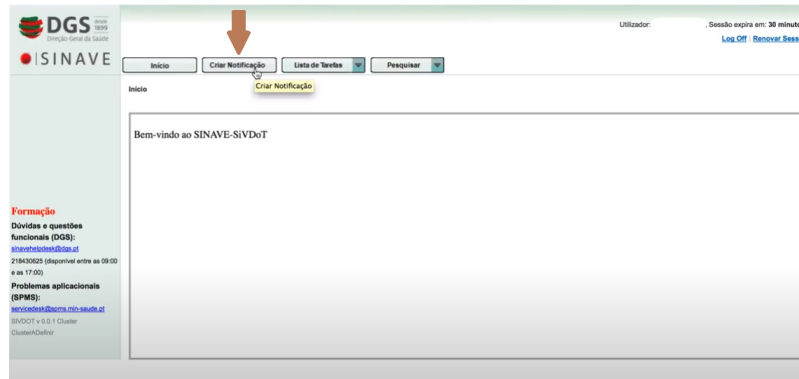 DGS desde 1899
Direção-Geral da Saúde
SINAVE
Utilizador: , Sessão expira em: 30 minuto
Log Off | Renovar Sess
Início Criar Notificação Lista de Tarefas Pesquisar
Início
Criar Notificação
Bem-vindo ao SINAVE-SiVDoT
Formação
Dúvidas e questões
funcionais (DGS):
sinavehelpdesk@dgs.pt
218430625 (disponível entre as 09:00
e as 17:00)
Problemas aplicacionais
(SPMS):
servicedesk@spms.min-saude.pt
SIVDOT v 0.0.1 Cluster
ClusterADefinir